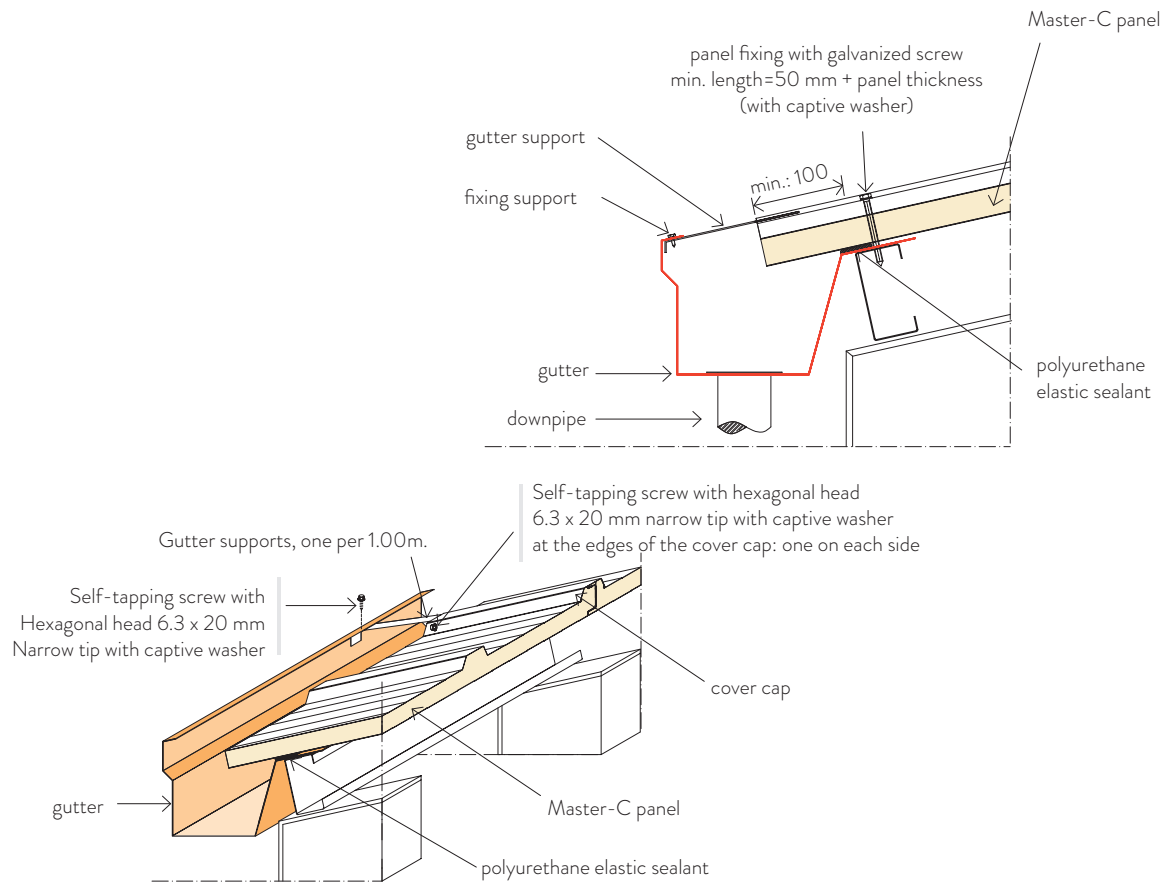 Master-C panel
panel fixing with galvanized screw
min. length=50 mm + panel thickness
(with captive washer)
gutter support
min.: 100
fixing support
gutter
polyurethane
elastic sealant
downpipe
Self-tapping screw with hexagonal head
6.3 x 20 mm narrow tip with captive washer
at the edges of the cover cap: one on each side
Gutter supports, one per 1.00m.
Self-tapping screw with
Hexagonal head 6.3 x 20 mm
Narrow tip with captive washer
cover cap
gutter
Master-C panel
polyurethane elastic sealant